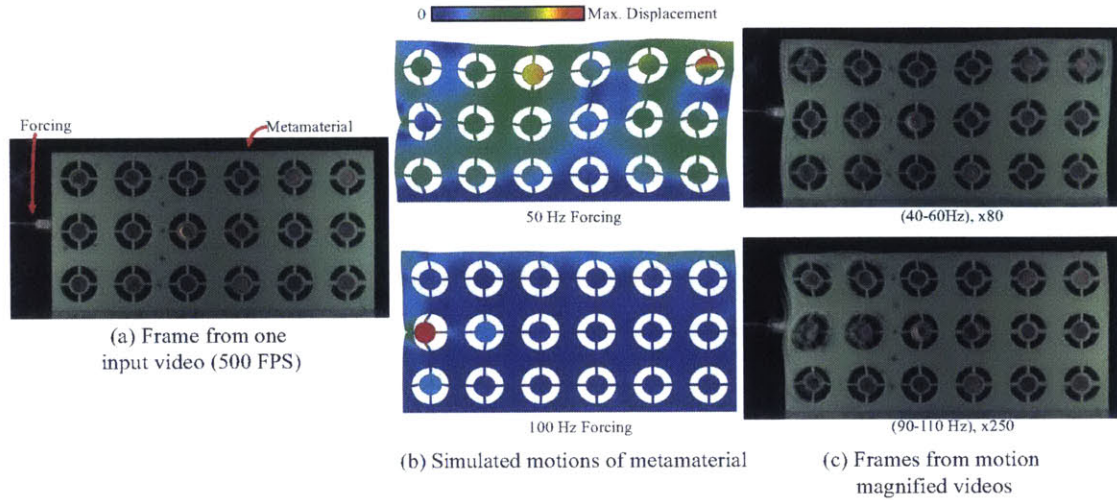 0 Max. Displacement
Forcing
Metamaterial
50 Hz Forcing
(40-60Hz), x80
(a) Frame from one
input video (500 FPS)
100 Hz Forcing
(90-110 Hz), x250
(b) Simulated motions of metamaterial
(c) Frames from motion
magnified videos